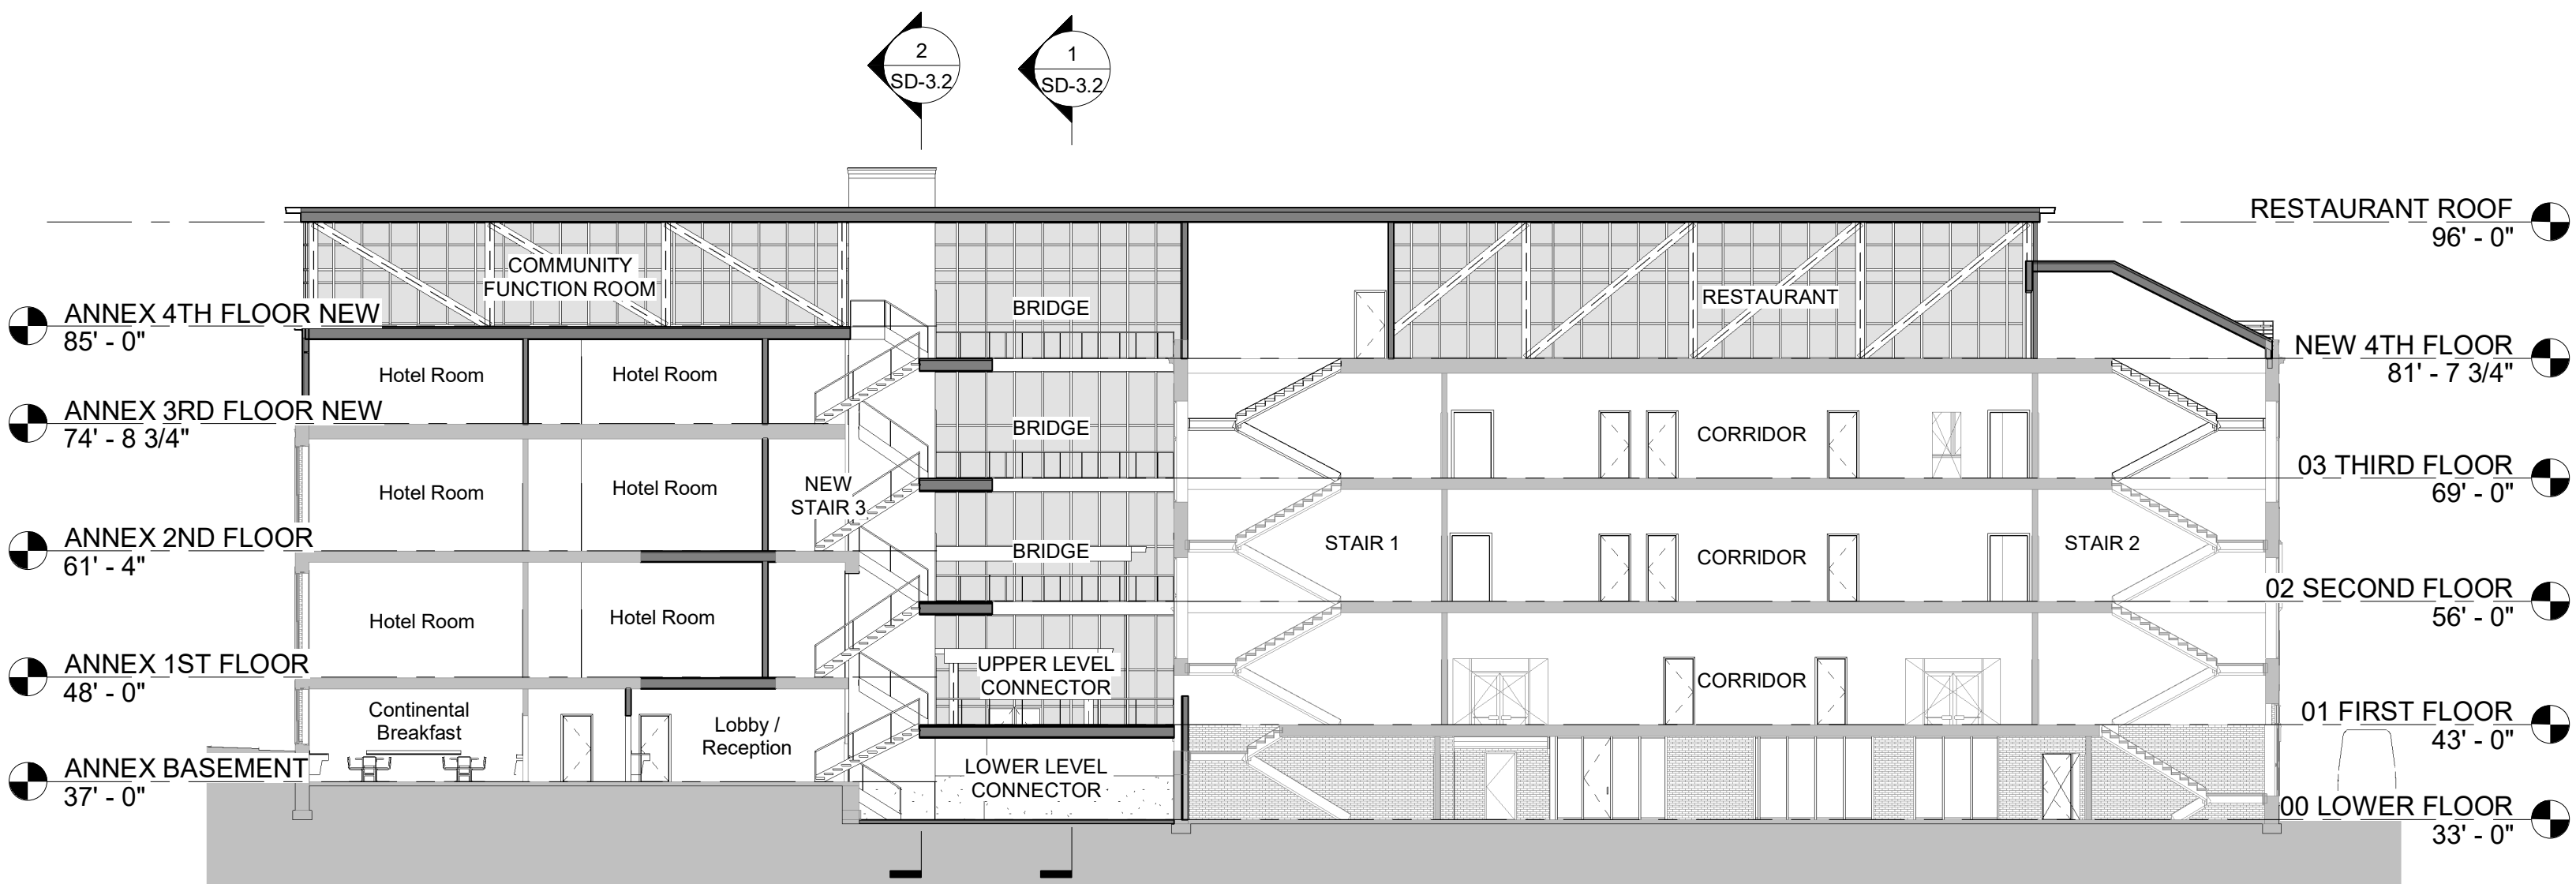 2
SD-3.2
1
SD-3.2
RESTAURANT ROOF
96' - 0"
COMMUNITY
FUNCTION ROOM
BRIDGE
RESTAURANT
ANNEX 4TH FLOOR NEW
85' - 0"
NEW 4TH FLOOR
81' - 7 3/4"
Hotel Room
Hotel Room
ANNEX 3RD FLOOR NEW
74' - 8 3/4"
BRIDGE
CORRIDOR
03 THIRD FLOOR
69' - 0"
Hotel Room
Hotel Room
NEW
STAIR 3
ANNEX 2ND FLOOR
61' - 4"
BRIDGE
STAIR 1
CORRIDOR
STAIR 2
02 SECOND FLOOR
56' - 0"
Hotel Room
Hotel Room
ANNEX 1ST FLOOR
48' - 0"
UPPER LEVEL
CONNECTOR
CORRIDOR
01 FIRST FLOOR
43' - 0"
Continental
Breakfast
Lobby /
Reception
ANNEX BASEMENT
37' - 0"
LOWER LEVEL
CONNECTOR
00 LOWER FLOOR
33' - 0"